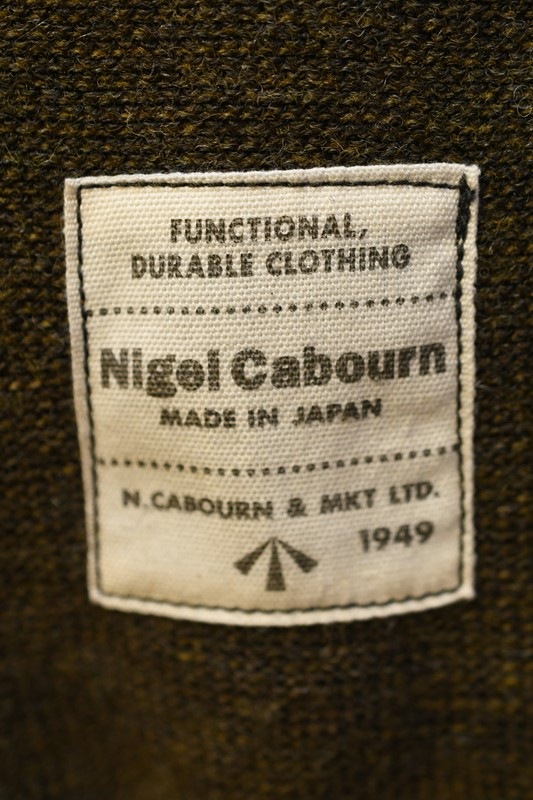 FUNCTIONAL,
DURABLE CLOTHING
Nigel Cabourn
MADE IN JAPAN
N.CABOURN & MKT LTD.
1949